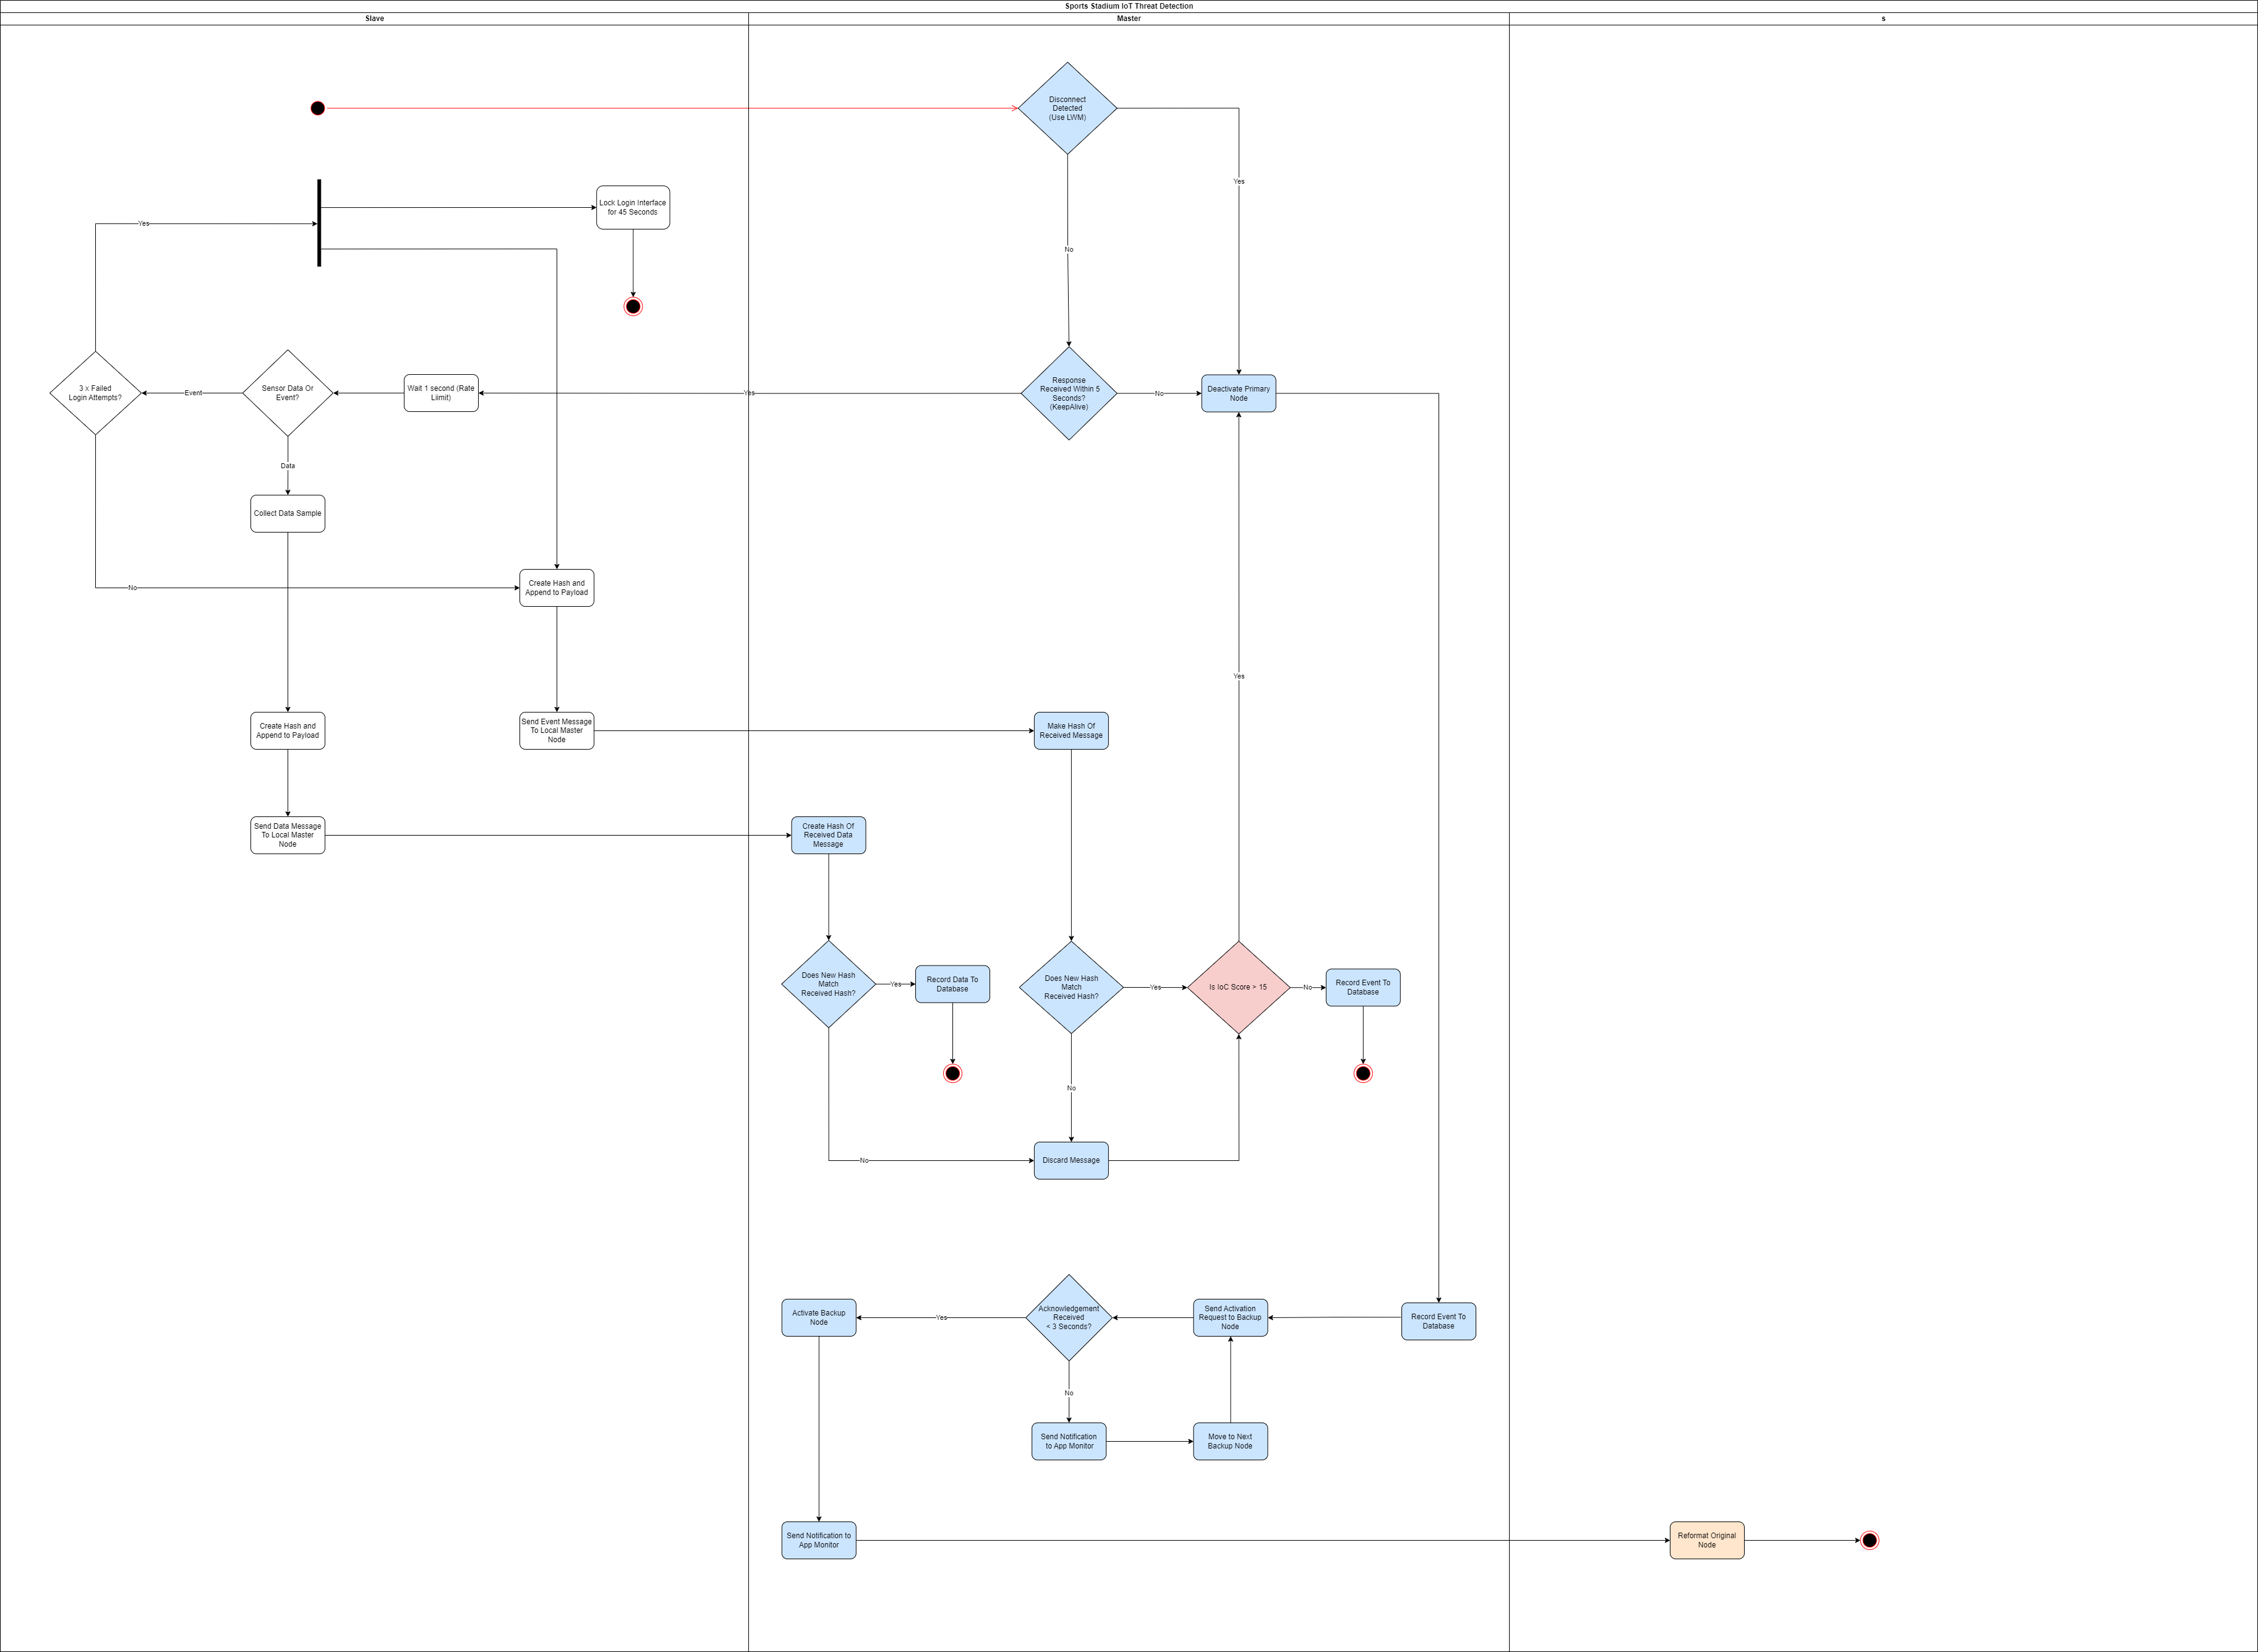 Sports Stadium IoT Threat Detection
Slave
Master
s
Disconnect
Detected
(Use LWM)
Yes
Lock Login Interface
for 45 Seconds
Yes
No
3 x Failed
Login Attempts?
Event
Sensor Data Or
Event?
Wait 1 second (Rate
Liimit)
Yes
Response
Received Within 5
Seconds?
(KeepAlive)
No
Deactivate Primary
Node
Data
Collect Data Sample
No
Create Hash and
Append to Payload
Yes
Create Hash and
Append to Payload
Send Event Message
To Local Master
Node
Make Hash Of
Received Message
Send Data Message
To Local Master
Node
Create Hash Of
Received Data
Message
Does New Hash
Match
Received Hash?
Yes
Record Data To
Database
Does New Hash
Match
Received Hash?
Yes
Is IoC Score > 15
No
Record Event To
Database
No
No
Discard Message
Activate Backup
Node
Yes
Acknowledgement
Received
< 3 Seconds?
Send Activation
Request to Backup
Node
Record Event To
Database
No
Send Notification
to App Monitor
Move to Next
Backup Node
Send Notification to
App Monitor
Reformat Original
Node